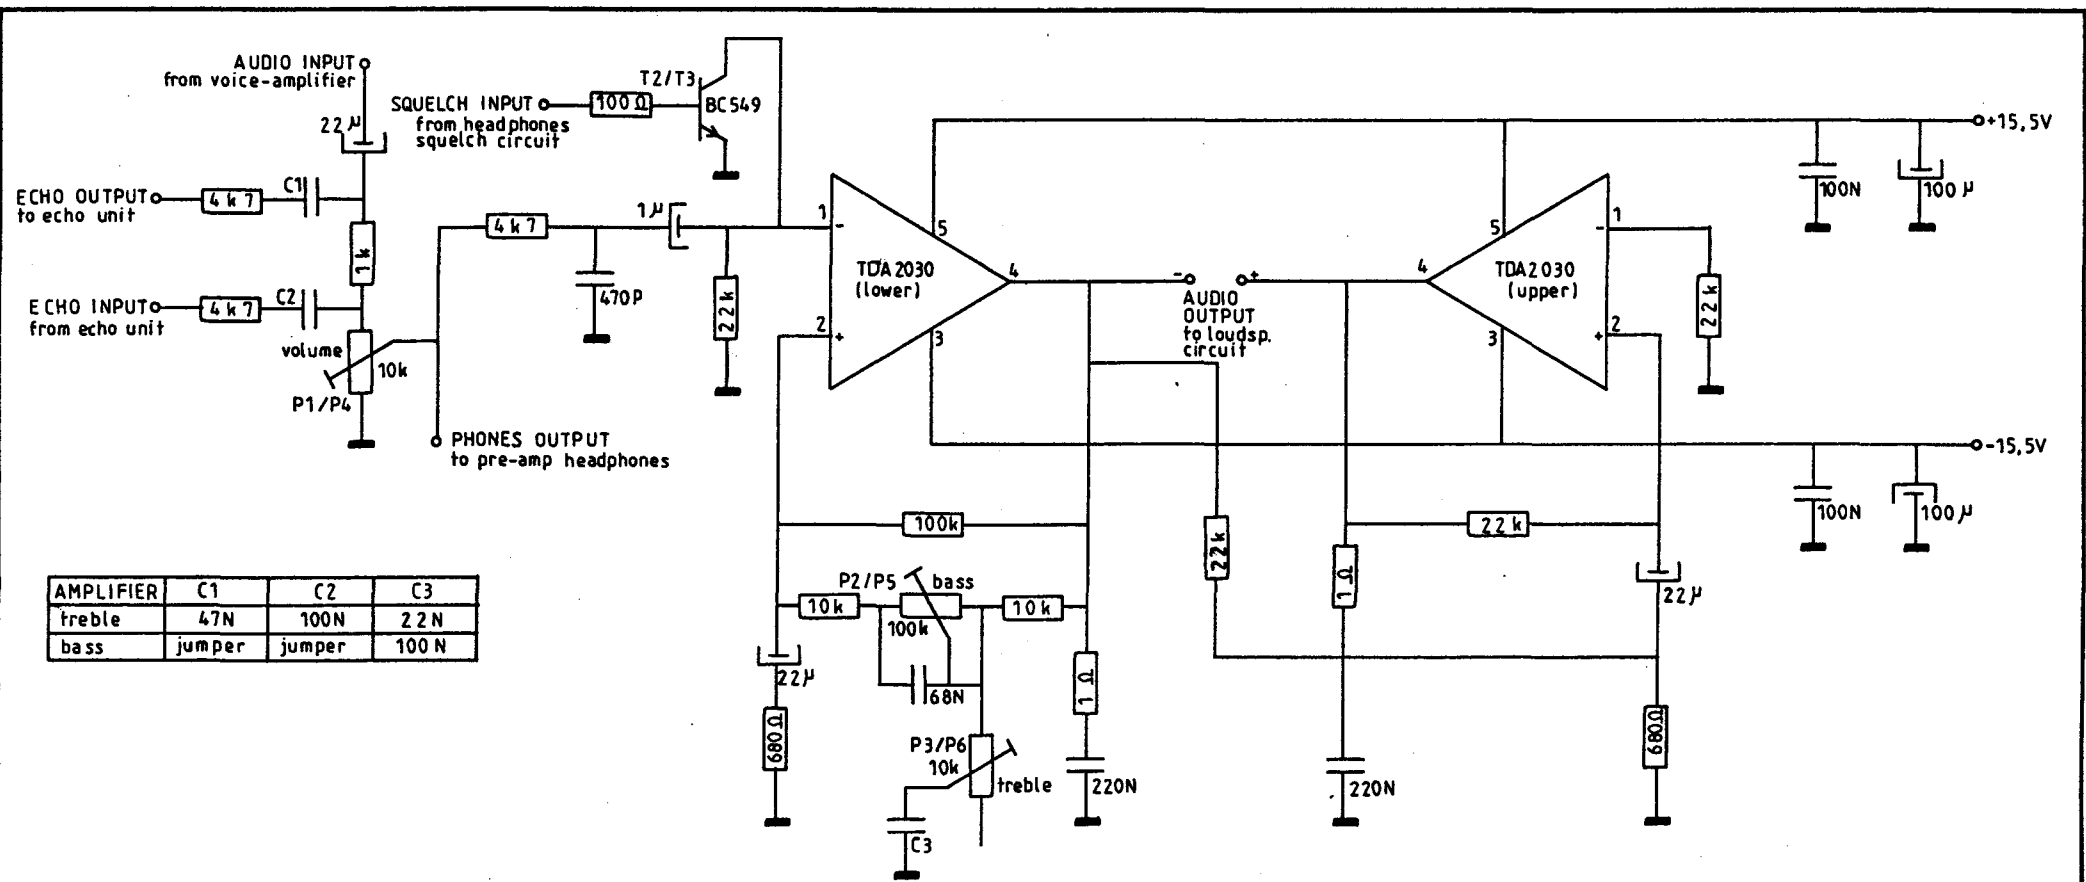 AUDIO INPUT
from voice-amplifier
22µ
ECHO OUTPUT
to echo unit
4k7
C1
1k
ECHO INPUT
from echo unit
4k7
C2
volume
10k
P1/P4
SQUELCH INPUT
from headphones
squelch circuit
100Ω
T2/T3
BC549
4k7
1µ
470P
22k
PHONES OUTPUT
to pre-amp headphones
1
-
2
+
TDA2030
(lower)
5
4
3
-
+
AUDIO
OUTPUT
to loudsp.
circuit
4
5
3
TDA2030
(upper)
1
-
2
+
22k
+15,5V
100N
100µ
-15,5V
100N
100µ
100k
P2/P5
bass
10k
100k
10k
22µ
68N
680Ω
P3/P6
10k
treble
C3
1Ω
220N
22k
22k
1Ω
220N
22µ
680Ω
AMPLIFIER C1 C2 C3
treble 47N 100N 22N
bass jumper jumper 100N